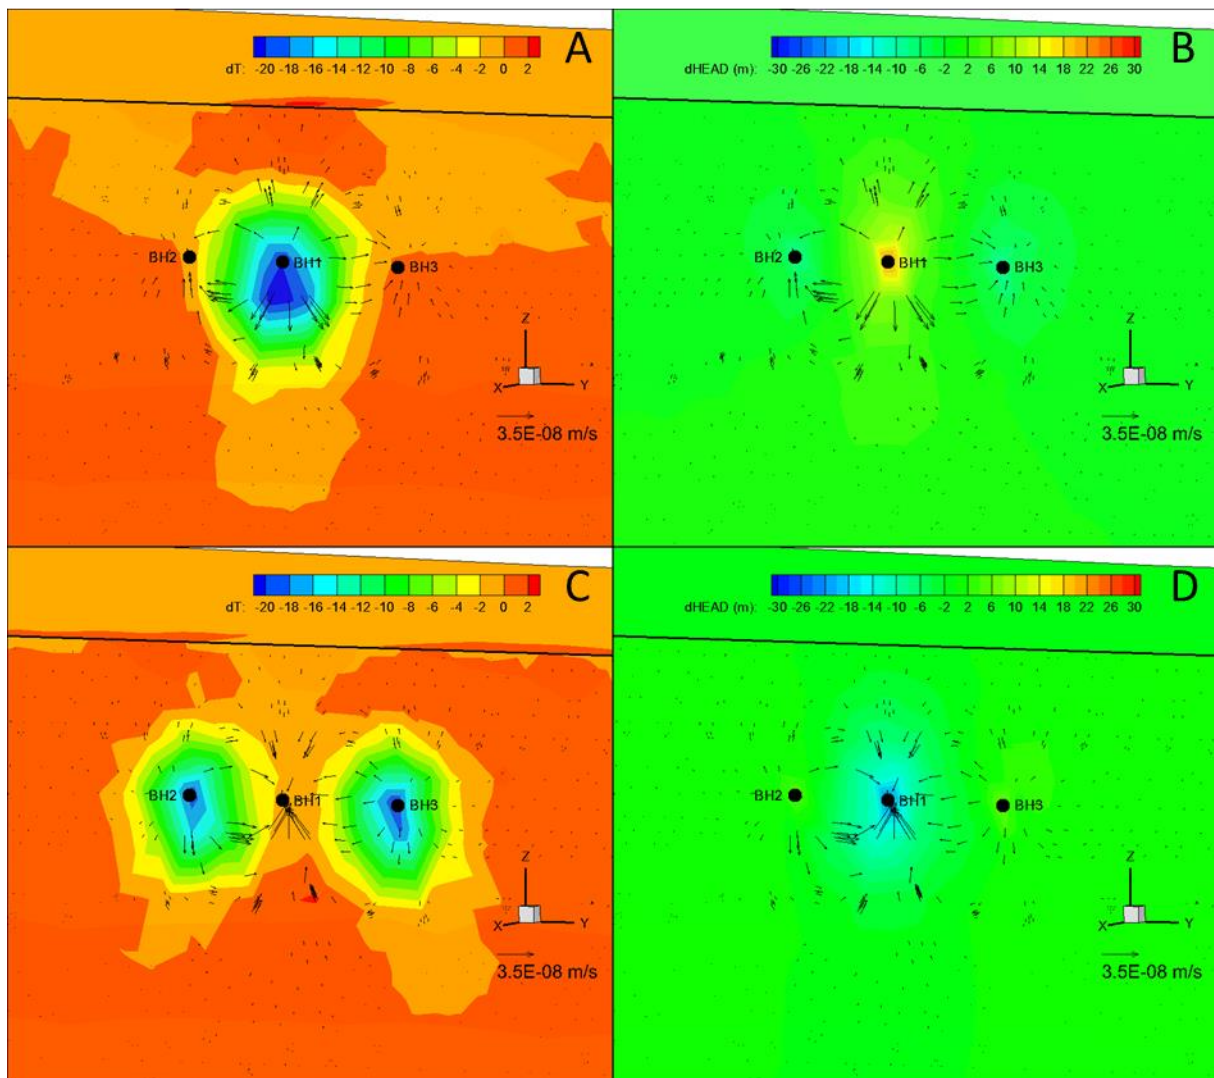 A
dT: -20 -18 -16 -14 -12 -10 -8 -6 -4 -2 0 2
BH2
BH1
BH3
Z
X
Y
3.5E-08 m/s
B
dHEAD (m): -30 -26 -22 -18 -14 -10 -6 -2 2 6 10 14 18 22 26 30
BH2
BH1
BH3
Z
X
Y
3.5E-08 m/s
C
dT: -20 -18 -16 -14 -12 -10 -8 -6 -4 -2 0 2
BH2
BH1
BH3
Z
X
Y
3.5E-08 m/s
D
dHEAD (m): -30 -26 -22 -18 -14 -10 -6 -2 2 6 10 14 18 22 26 30
BH2
BH1
BH3
Z
X
Y
3.5E-08 m/s